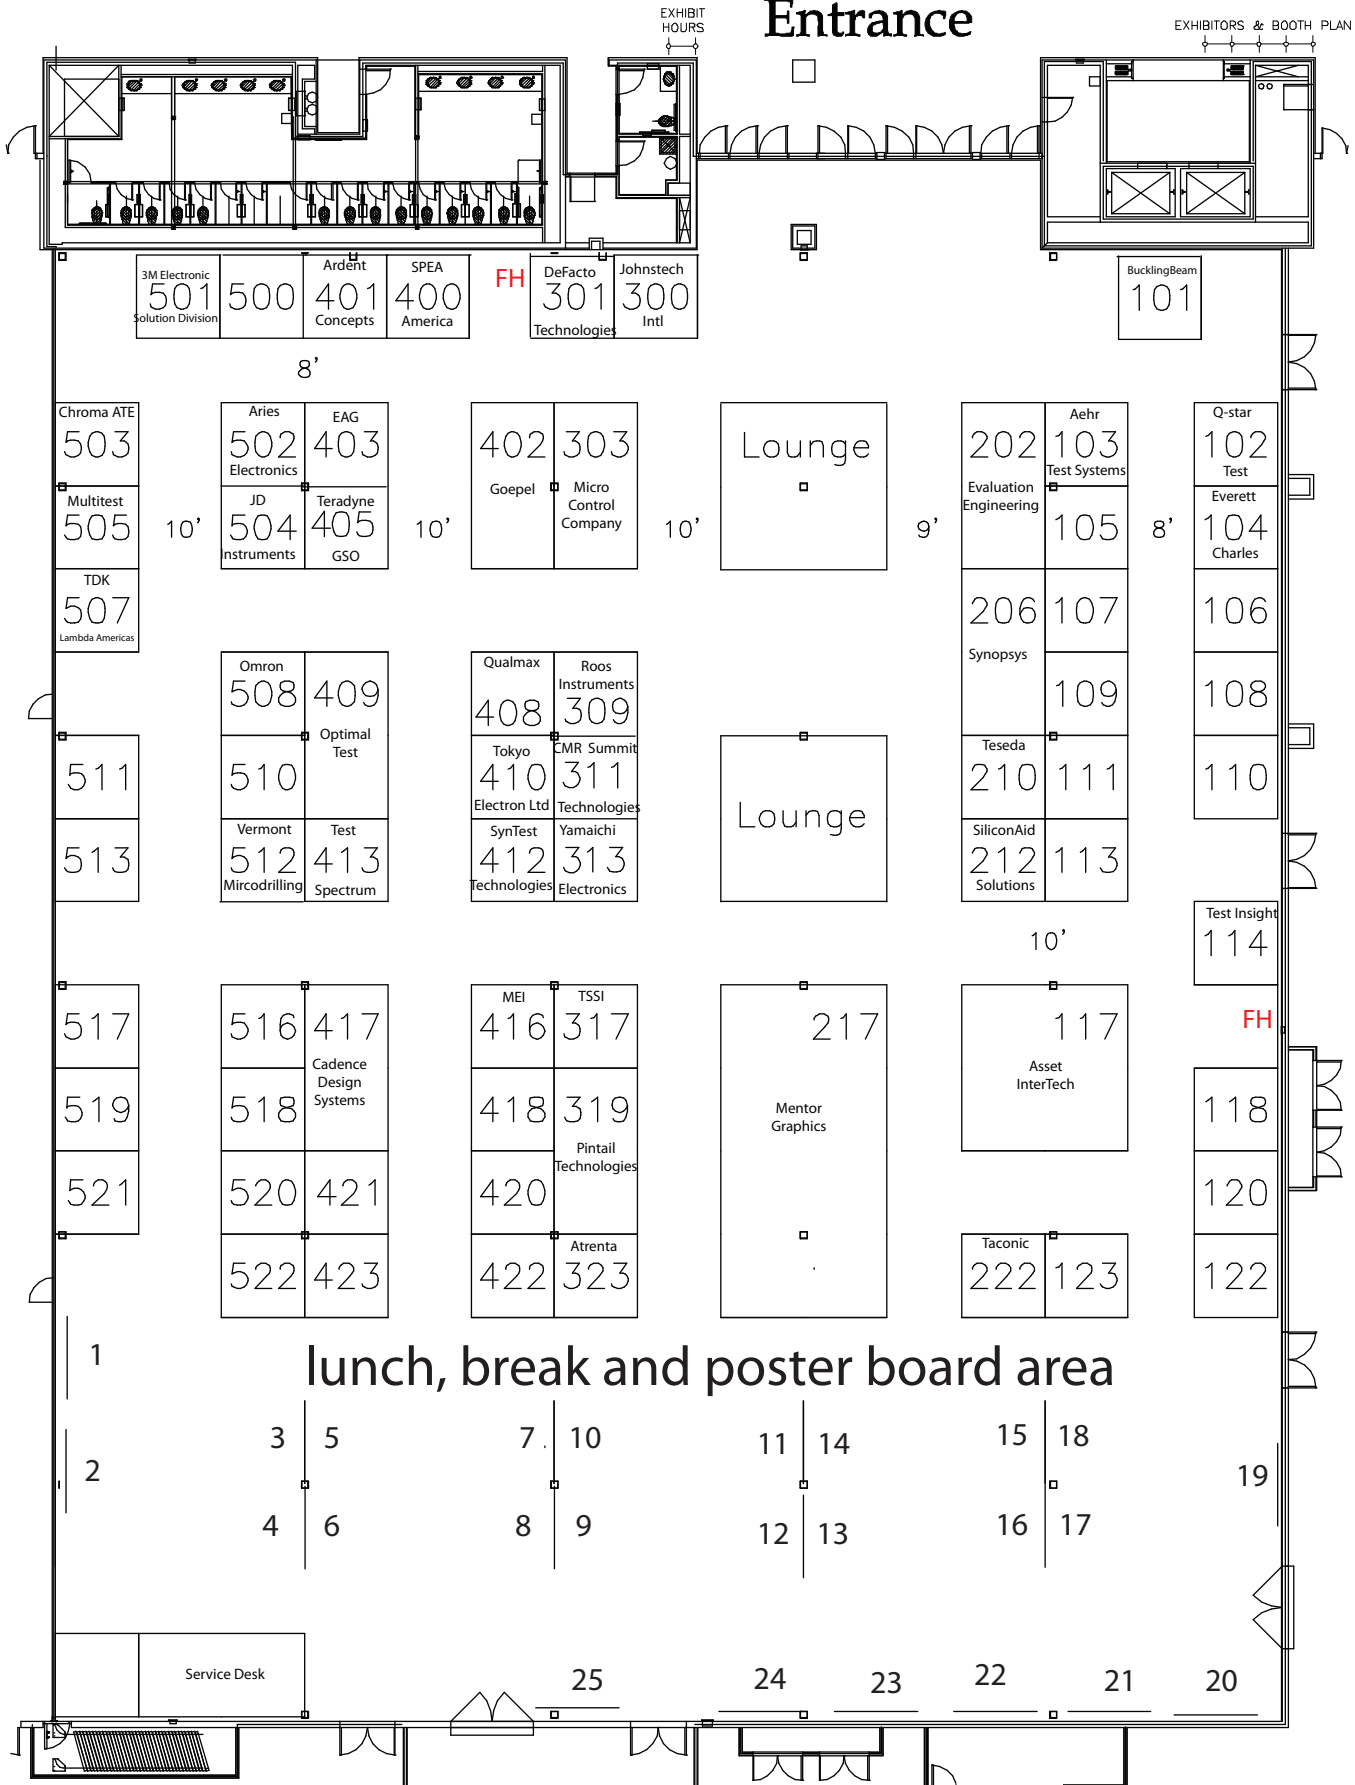 EXHIBIT
HOURS
Entrance
EXHIBITORS & BOOTH PLAN
3M Electronic
501
Solution Division
500
Ardent
401
Concepts
SPEA
400
America
FH
DeFacto
301
Technologies
Johnstech
300
Intl
BucklingBeam
101
8’
Chroma ATE
503
Aries
502
Electronics
EAG
403
402
Goepel
303
Micro
Control
Company
Lounge
202
Evaluation
Engineering
Aehr
103
Test Systems
Q-star
102
Test
Multitest
505
10’
JD
504
Instruments
Teradyne
405
GSO
10’
10’
9’
105
8’
Everett
104
Charles
TDK
507
Lambda Americas
206
Synopsys
107
106
Omron
508
409
Optimal
Test
Qualmax
408
Roos
Instruments
309
109
108
511
510
Tokyo
410
Electron Ltd
CMR Summit
311
Technologies
Lounge
Teseda
210
111
110
513
Vermont
512
Mircodrilling
Test
413
Spectrum
SynTest
412
Technologies
Yamaichi
313
Electronics
SiliconAid
212
Solutions
113
10’
Test Insight
114
517
516
417
Cadence
Design
Systems
MEI
416
TSSI
317
217
Mentor
Graphics
117
Asset
InterTech
FH
519
518
418
319
Pintail
Technologies
118
521
520
421
420
120
522
423
422
Atrenta
323
Taconic
222
123
122
lunch, break and poster board area
1
2
3
5
4
6
7
10
8
9
11
14
12
13
15
18
16
17
19
Service Desk
25
24
23
22
21
20